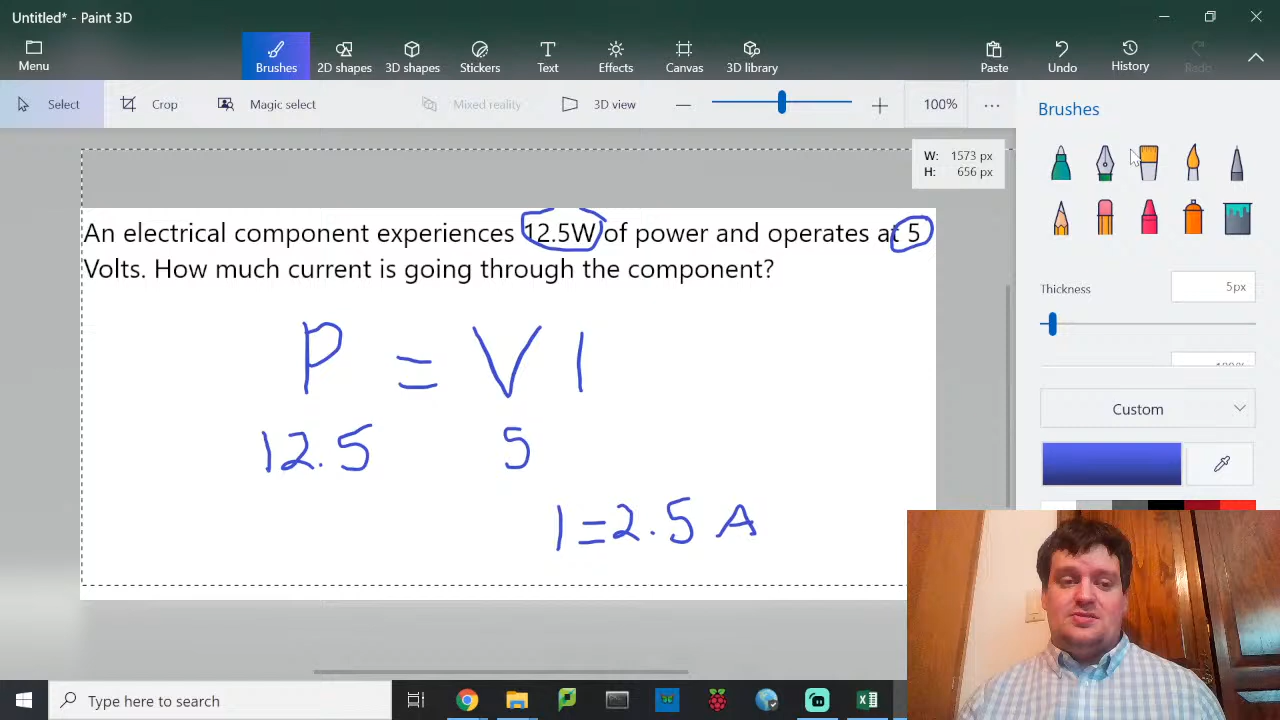 Untitled* - Paint 3D
Menu
Brushes 2D shapes 3D shapes Stickers Text Effects Canvas 3D library Paste Undo History Redo
Select Crop Magic select Mixed reality 3D view 100% ...
Brushes
W: 1573 px
H: 656 px
An electrical component experiences 12.5W of power and operates at 5
Volts. How much current is going through the component?
Thickness 5px
P = V I
Custom
12.5 5
I = 2.5 A
Type here to search